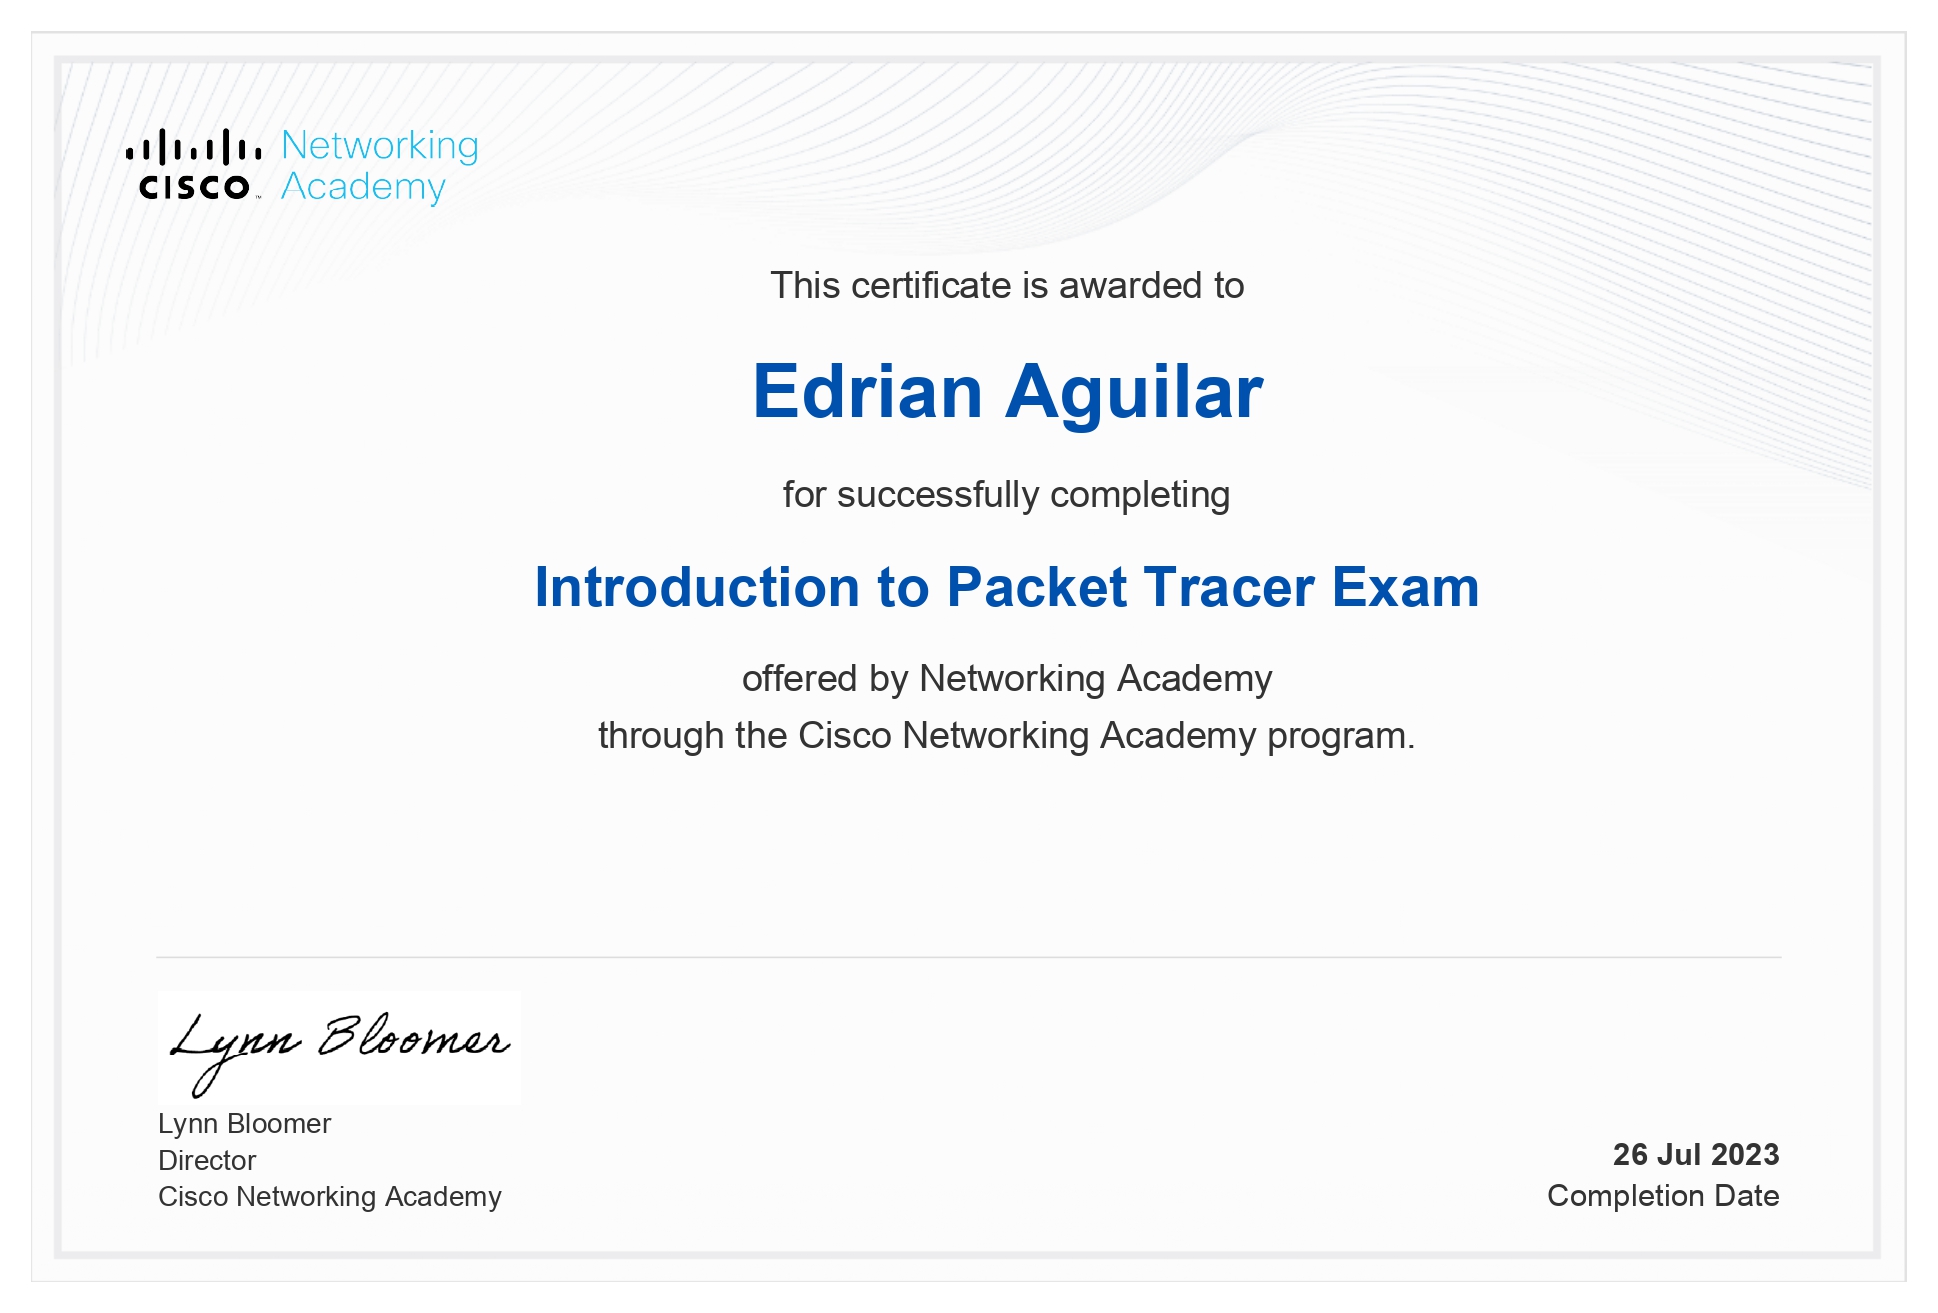 Networking
CISCO™ Academy
This certificate is awarded to
Edrian Aguilar
for successfully completing
Introduction to Packet Tracer Exam
offered by Networking Academy
through the Cisco Networking Academy program.
Lynn Bloomer
Lynn Bloomer
Director
Cisco Networking Academy
26 Jul 2023
Completion Date